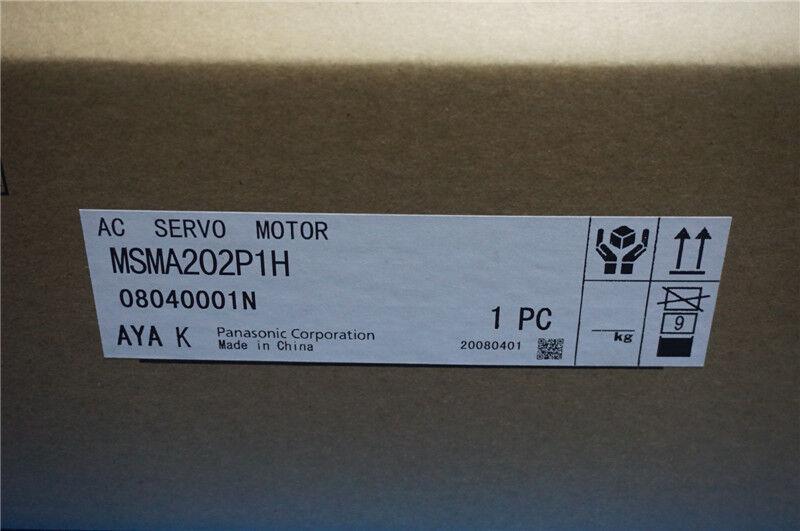 AC SERVO MOTOR
MSMA202P1H
08040001N
1 PC
AYA K
Panasonic Corporation
Made in China
20080401
kg
9